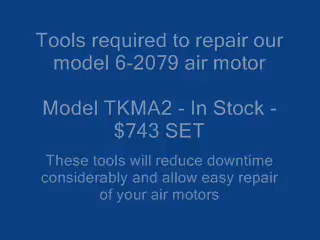 Tools required to repair our
model 6-2079 air motor
Model TKMA2 - In Stock -
$743 SET
These tools will reduce downtime
considerably and allow easy repair
of your air motors